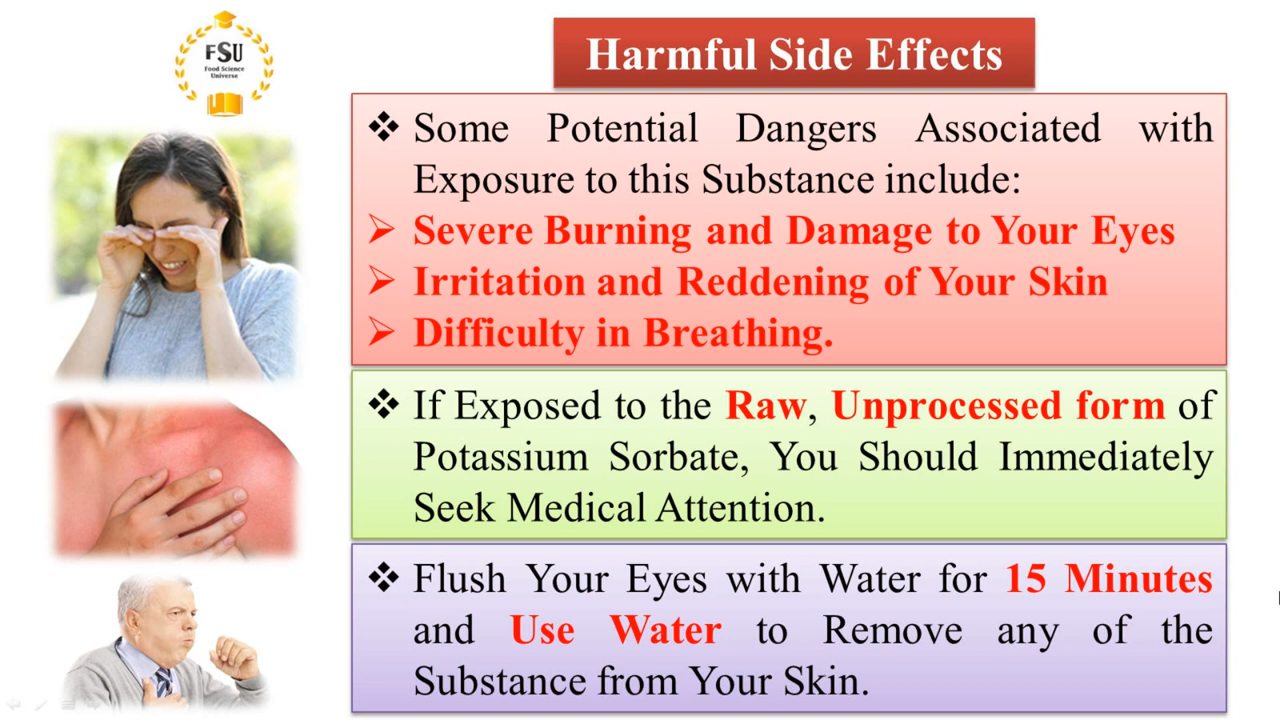 FSU
Food Science
Universe
Harmful Side Effects
❖ Some Potential Dangers Associated with
Exposure to this Substance include:
➢ Severe Burning and Damage to Your Eyes
➢ Irritation and Reddening of Your Skin
➢ Difficulty in Breathing.
❖ If Exposed to the Raw, Unprocessed form of
Potassium Sorbate, You Should Immediately
Seek Medical Attention.
❖ Flush Your Eyes with Water for 15 Minutes
and Use Water to Remove any of the
Substance from Your Skin.